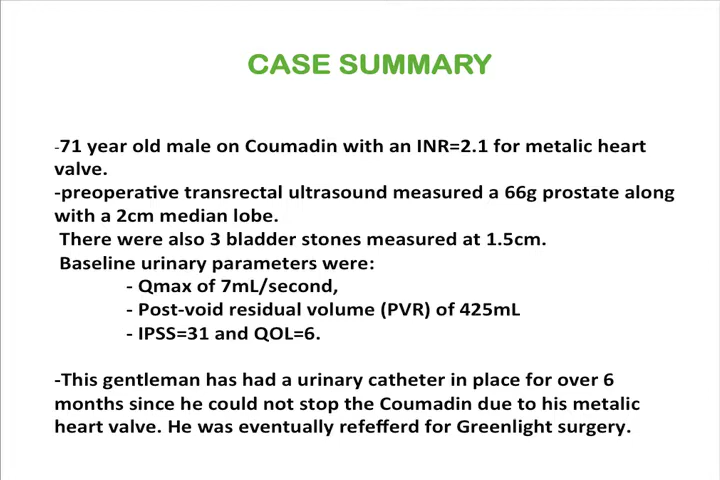 CASE SUMMARY
-71 year old male on Coumadin with an INR=2.1 for metalic heart
valve.
-preoperative transrectal ultrasound measured a 66g prostate along
with a 2cm median lobe.
There were also 3 bladder stones measured at 1.5cm.
Baseline urinary parameters were:
- Qmax of 7mL/second,
- Post-void residual volume (PVR) of 425mL
- IPSS=31 and QOL=6.
-This gentleman has had a urinary catheter in place for over 6
months since he could not stop the Coumadin due to his metalic
heart valve. He was eventually refefferd for Greenlight surgery.